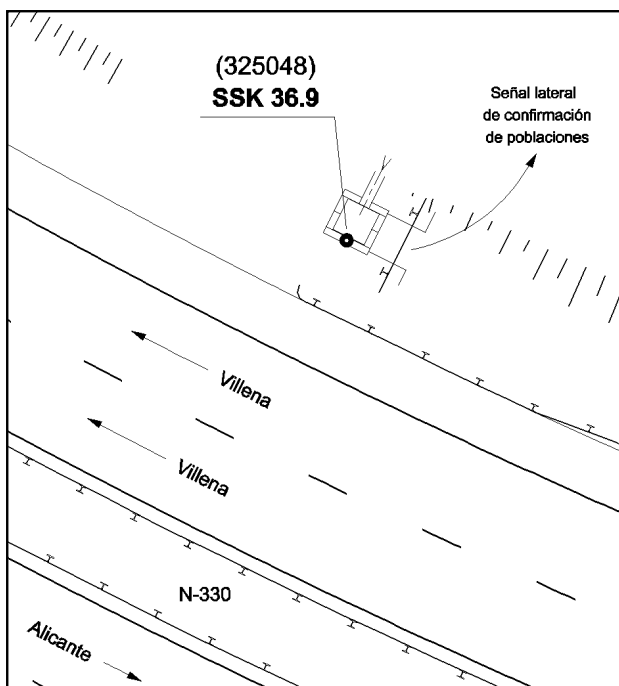 (325048)
SSK 36.9
Señal lateral
de confirmación
de poblaciones
Villena
Villena
N-330
Alicante